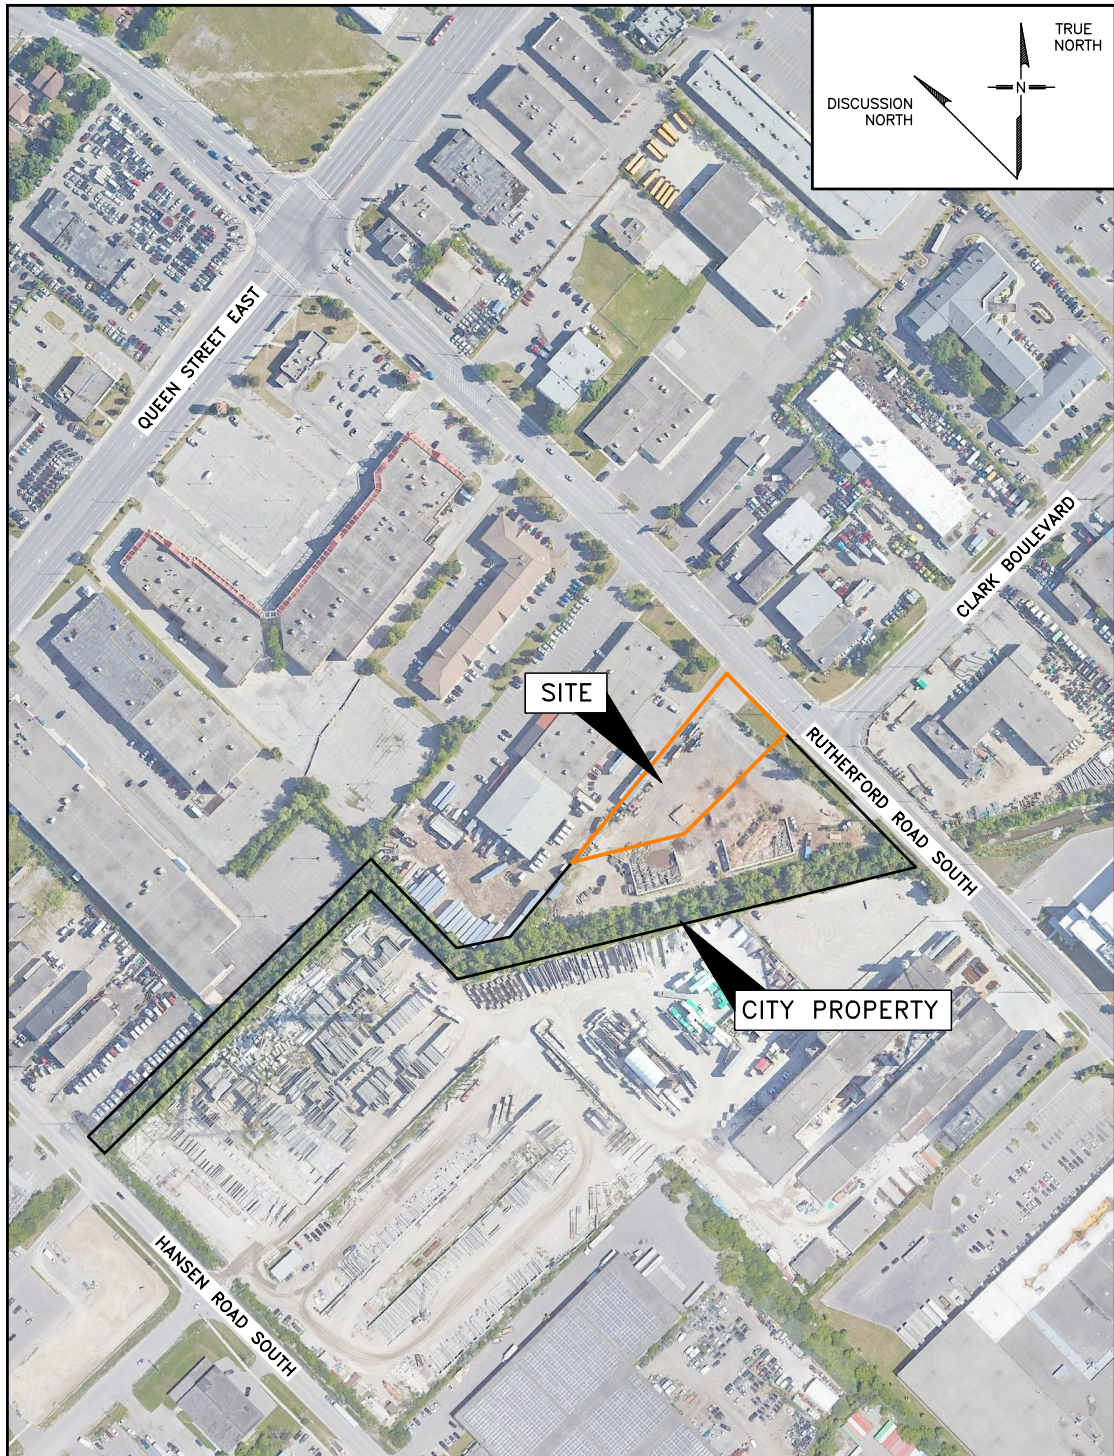 TRUE
NORTH
DISCUSSION
NORTH
N
QUEEN STREET EAST
CLARK BOULEVARD
SITE
RUTHERFORD ROAD SOUTH
CITY PROPERTY
HANSEN ROAD SOUTH